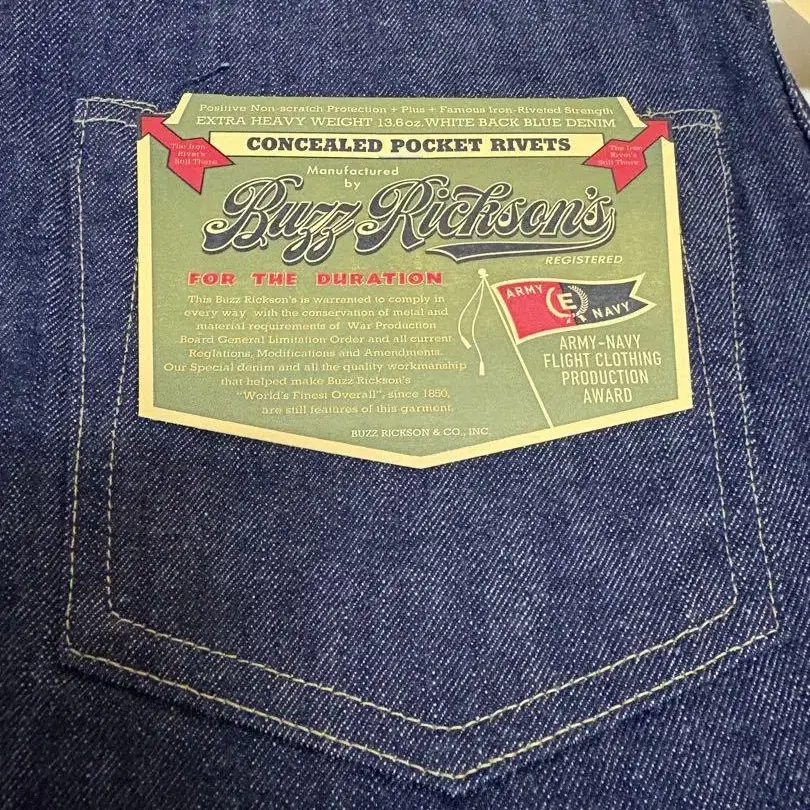 Positive Non-scratch Protection + Plus + Famous Iron-Riveted Strength
EXTRA HEAVY WEIGHT 13.6oz. WHITE BACK BLUE DENIM
CONCEALED POCKET RIVETS
The Iron
Rivet's
Still There
The Iron
Rivet's
Still There
Manufactured
by
Buzz Rickson's
REGISTERED
FOR THE DURATION
This Buzz Rickson's is warranted to comply in
every way with the conservation of metal and
material requirements of War Production
Board General Limitation Order and all current
Reglations, Modifications and Amendments.
Our Special denim and all the quality workmanship
that helped make Buzz Rickson's
"World's Finest Overall", since 1850,
are still features of this garment.
ARMY E NAVY
ARMY-NAVY
FLIGHT CLOTHING
PRODUCTION
AWARD
BUZZ RICKSON & CO., INC.